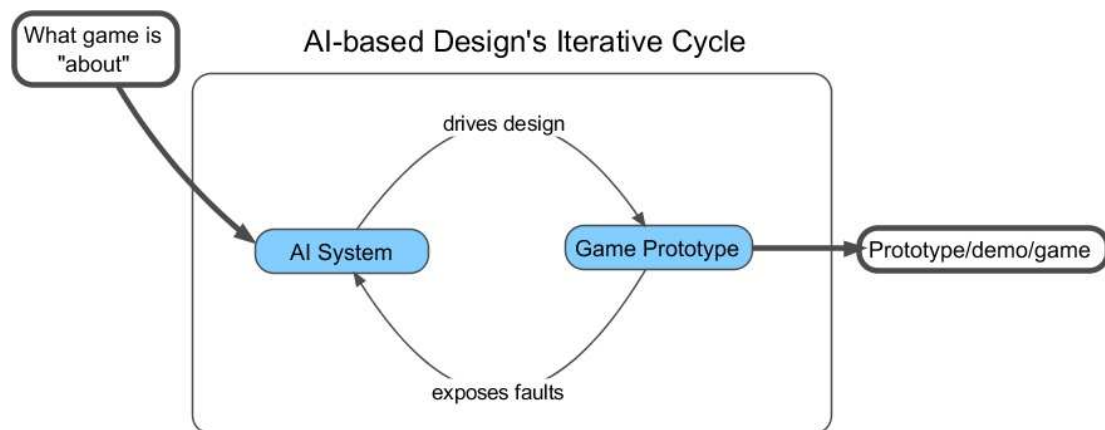 What game is
"about"
AI-based Design's Iterative Cycle
drives design
AI System
Game Prototype
Prototype/demo/game
exposes faults